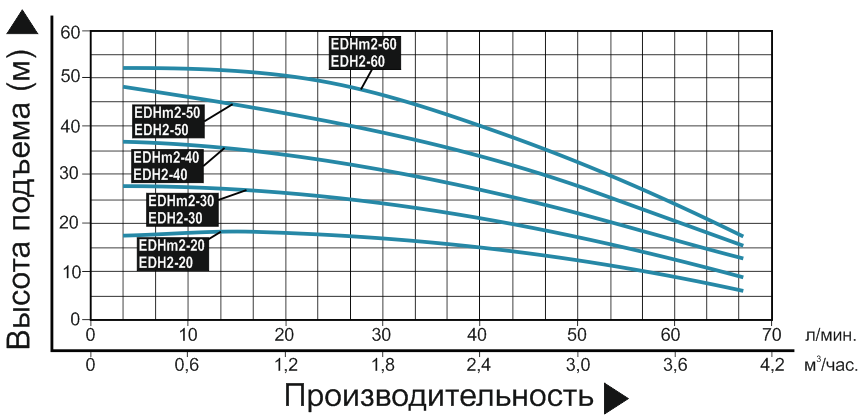 Высота подъема (м)
60
50
40
30
20
10
0
EDHm2-60
EDH2-60
EDHm2-50
EDH2-50
EDHm2-40
EDH2-40
EDHm2-30
EDH2-30
EDHm2-20
EDH2-20
0 10 20 30 40 50 60 70 л/мин.
0 0,6 1,2 1,8 2,4 3,0 3,6 4,2 м³/час.
Производительность